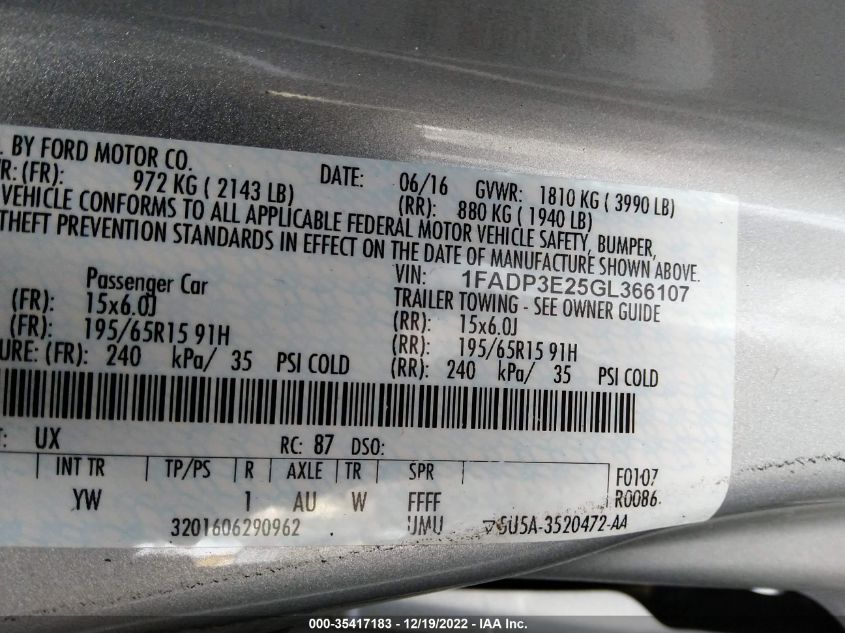 BY FORD MOTOR CO.
DATE: 06/16 GVWR: 1810 KG ( 3990 LB)
(FR): 972 KG ( 2143 LB) (RR): 880 KG ( 1940 LB)
VEHICLE CONFORMS TO ALL APPLICABLE FEDERAL MOTOR VEHICLE SAFETY, BUMPER,
THEFT PREVENTION STANDARDS IN EFFECT ON THE DATE OF MANUFACTURE SHOWN ABOVE.
VIN: 1FADP3E25GL366107
Passenger Car TRAILER TOWING - SEE OWNER GUIDE
(FR): 15x6.0J (RR): 15x6.0J
195/65R15 91H (RR): 195/65R15 91H
(FR): 240 kPa/ 35 PSI COLD (RR): 240 kPa/ 35 PSI COLD
UX RC: 87 DSO:
INT TR TP/PS R AXLE TR SPR F0107
YW 1 AU W FFFF R0086
3201606290962 UMU 5U5A-3520472-AA
000-35417183 - 12/19/2022 - IAA Inc.